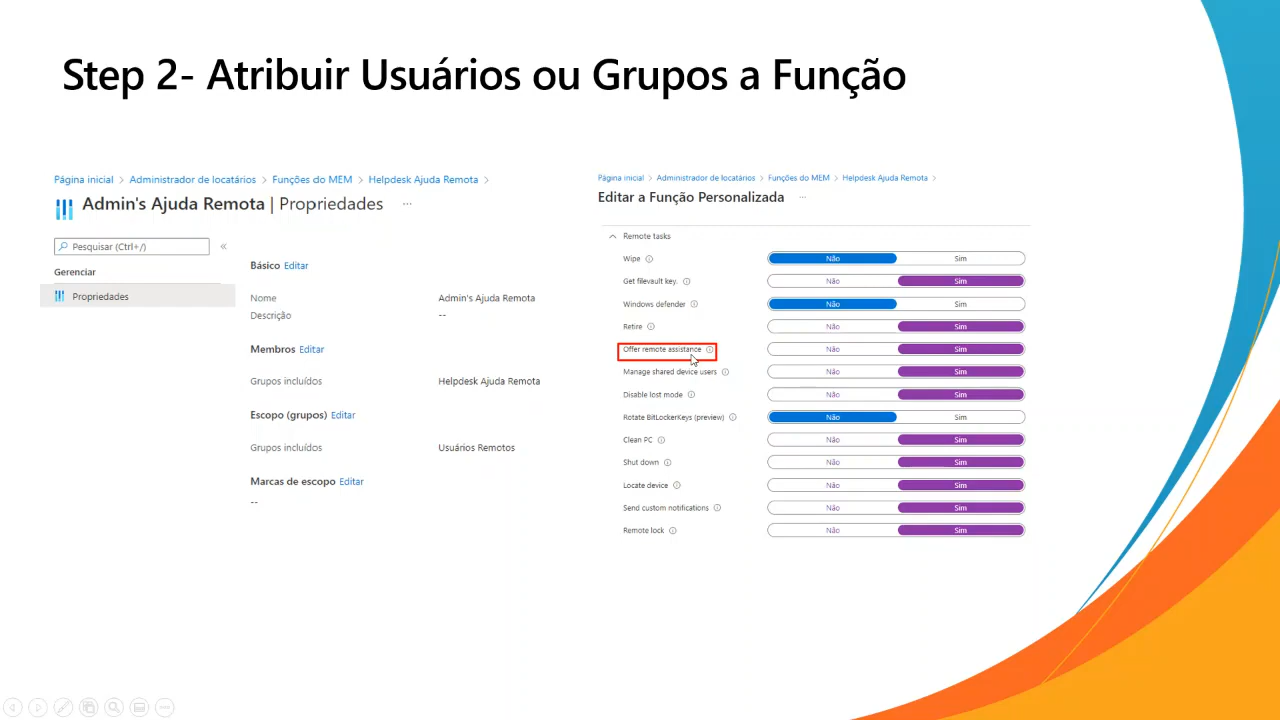 Step 2- Atribuir Usuários ou Grupos a Função
Página inicial > Administrador de locatários > Funções do MEM > Helpdesk Ajuda Remota >
Admin's Ajuda Remota | Propriedades ...
Pesquisar (Ctrl+/) «
Gerenciar
Propriedades
Básico Editar
Nome Admin's Ajuda Remota
Descrição --
Membros Editar
Grupos incluídos Helpdesk Ajuda Remota
Escopo (grupos) Editar
Grupos incluídos Usuários Remotos
Marcas de escopo Editar
--
Página inicial > Administrador de locatários > Funções do MEM > Helpdesk Ajuda Remota >
Editar a Função Personalizada ...
Remote tasks
Wipe Não Sim
Get filevault key. Não Sim
Windows defender Não Sim
Retire Não Sim
Offer remote assistance Não Sim
Manage shared device users Não Sim
Disable lost mode Não Sim
Rotate BitLockerKeys (preview) Não Sim
Clean PC Não Sim
Shut down Não Sim
Locate device Não Sim
Send custom notifications Não Sim
Remote lock Não Sim